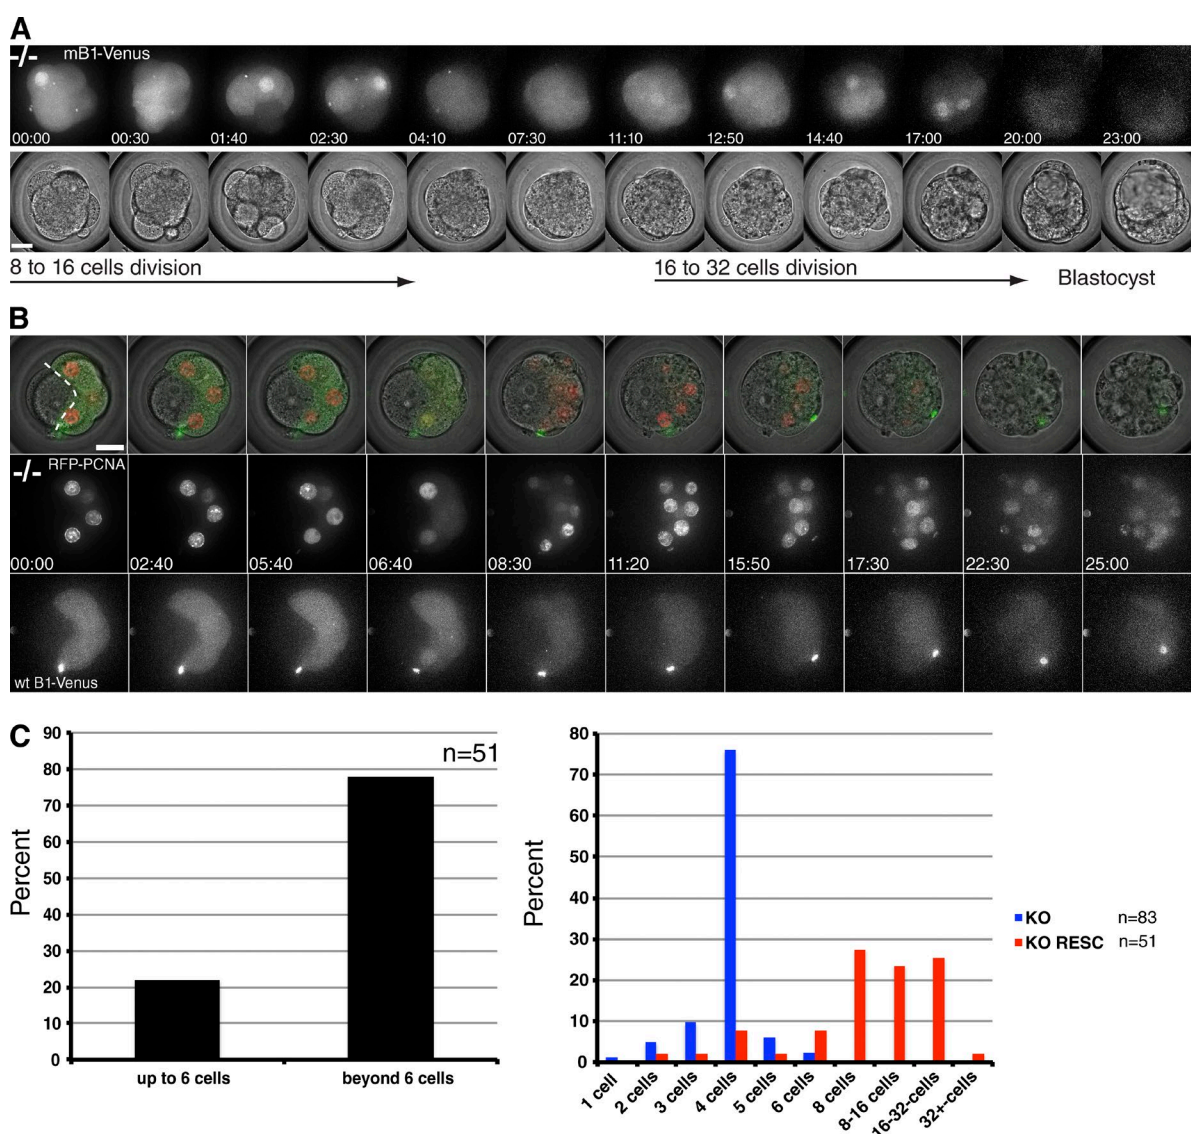 A
-/- mB1-Venus
00:00 00:30 01:40 02:30 04:10 07:30 11:10 12:50 14:40 17:00 20:00 23:00
8 to 16 cells division
16 to 32 cells division
Blastocyst
B
-/- RFP-PCNA
00:00 02:40 05:40 06:40 08:30 11:20 15:50 17:30 22:30 25:00
wt B1-Venus
C
Percent
90
80
70
60
50
40
30
20
10
0
n=51
up to 6 cells
beyond 6 cells
Percent
80
70
60
50
40
30
20
10
0
1 cell
2 cells
3 cells
4 cells
5 cells
6 cells
8 cells
8-16 cells
16-32-cells
32+-cells
KO n=83
KO RESC n=51